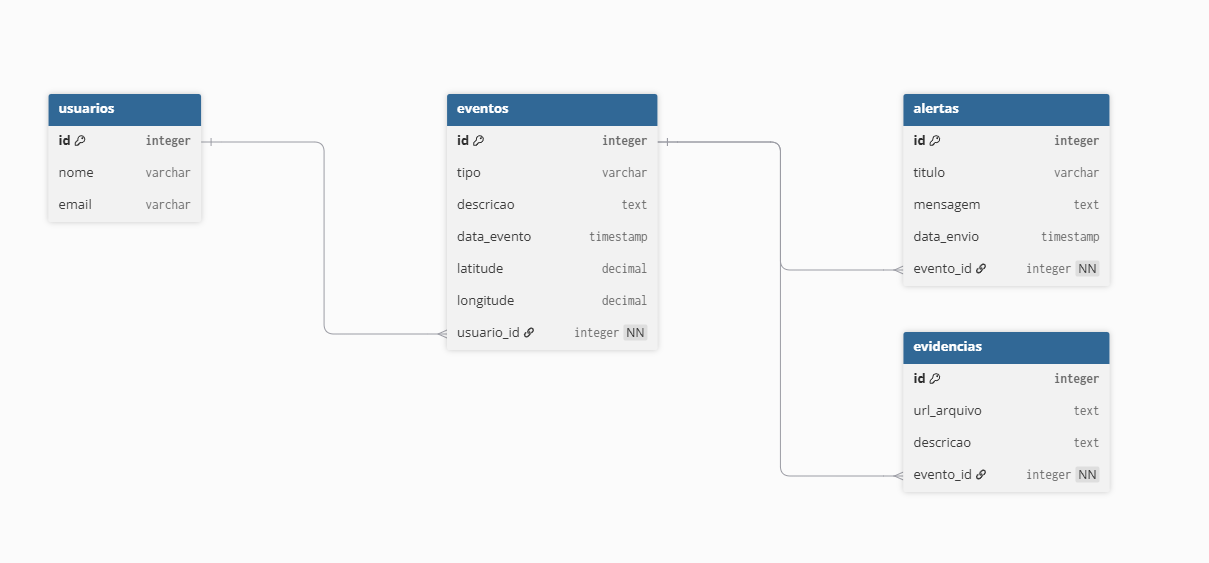 usuarios
id integer
nome varchar
email varchar
eventos
id integer
tipo varchar
descricao text
data_evento timestamp
latitude decimal
longitude decimal
usuario_id integer NN
alertas
id integer
titulo varchar
mensagem text
data_envio timestamp
evento_id integer NN
evidencias
id integer
url_arquivo text
descricao text
evento_id integer NN